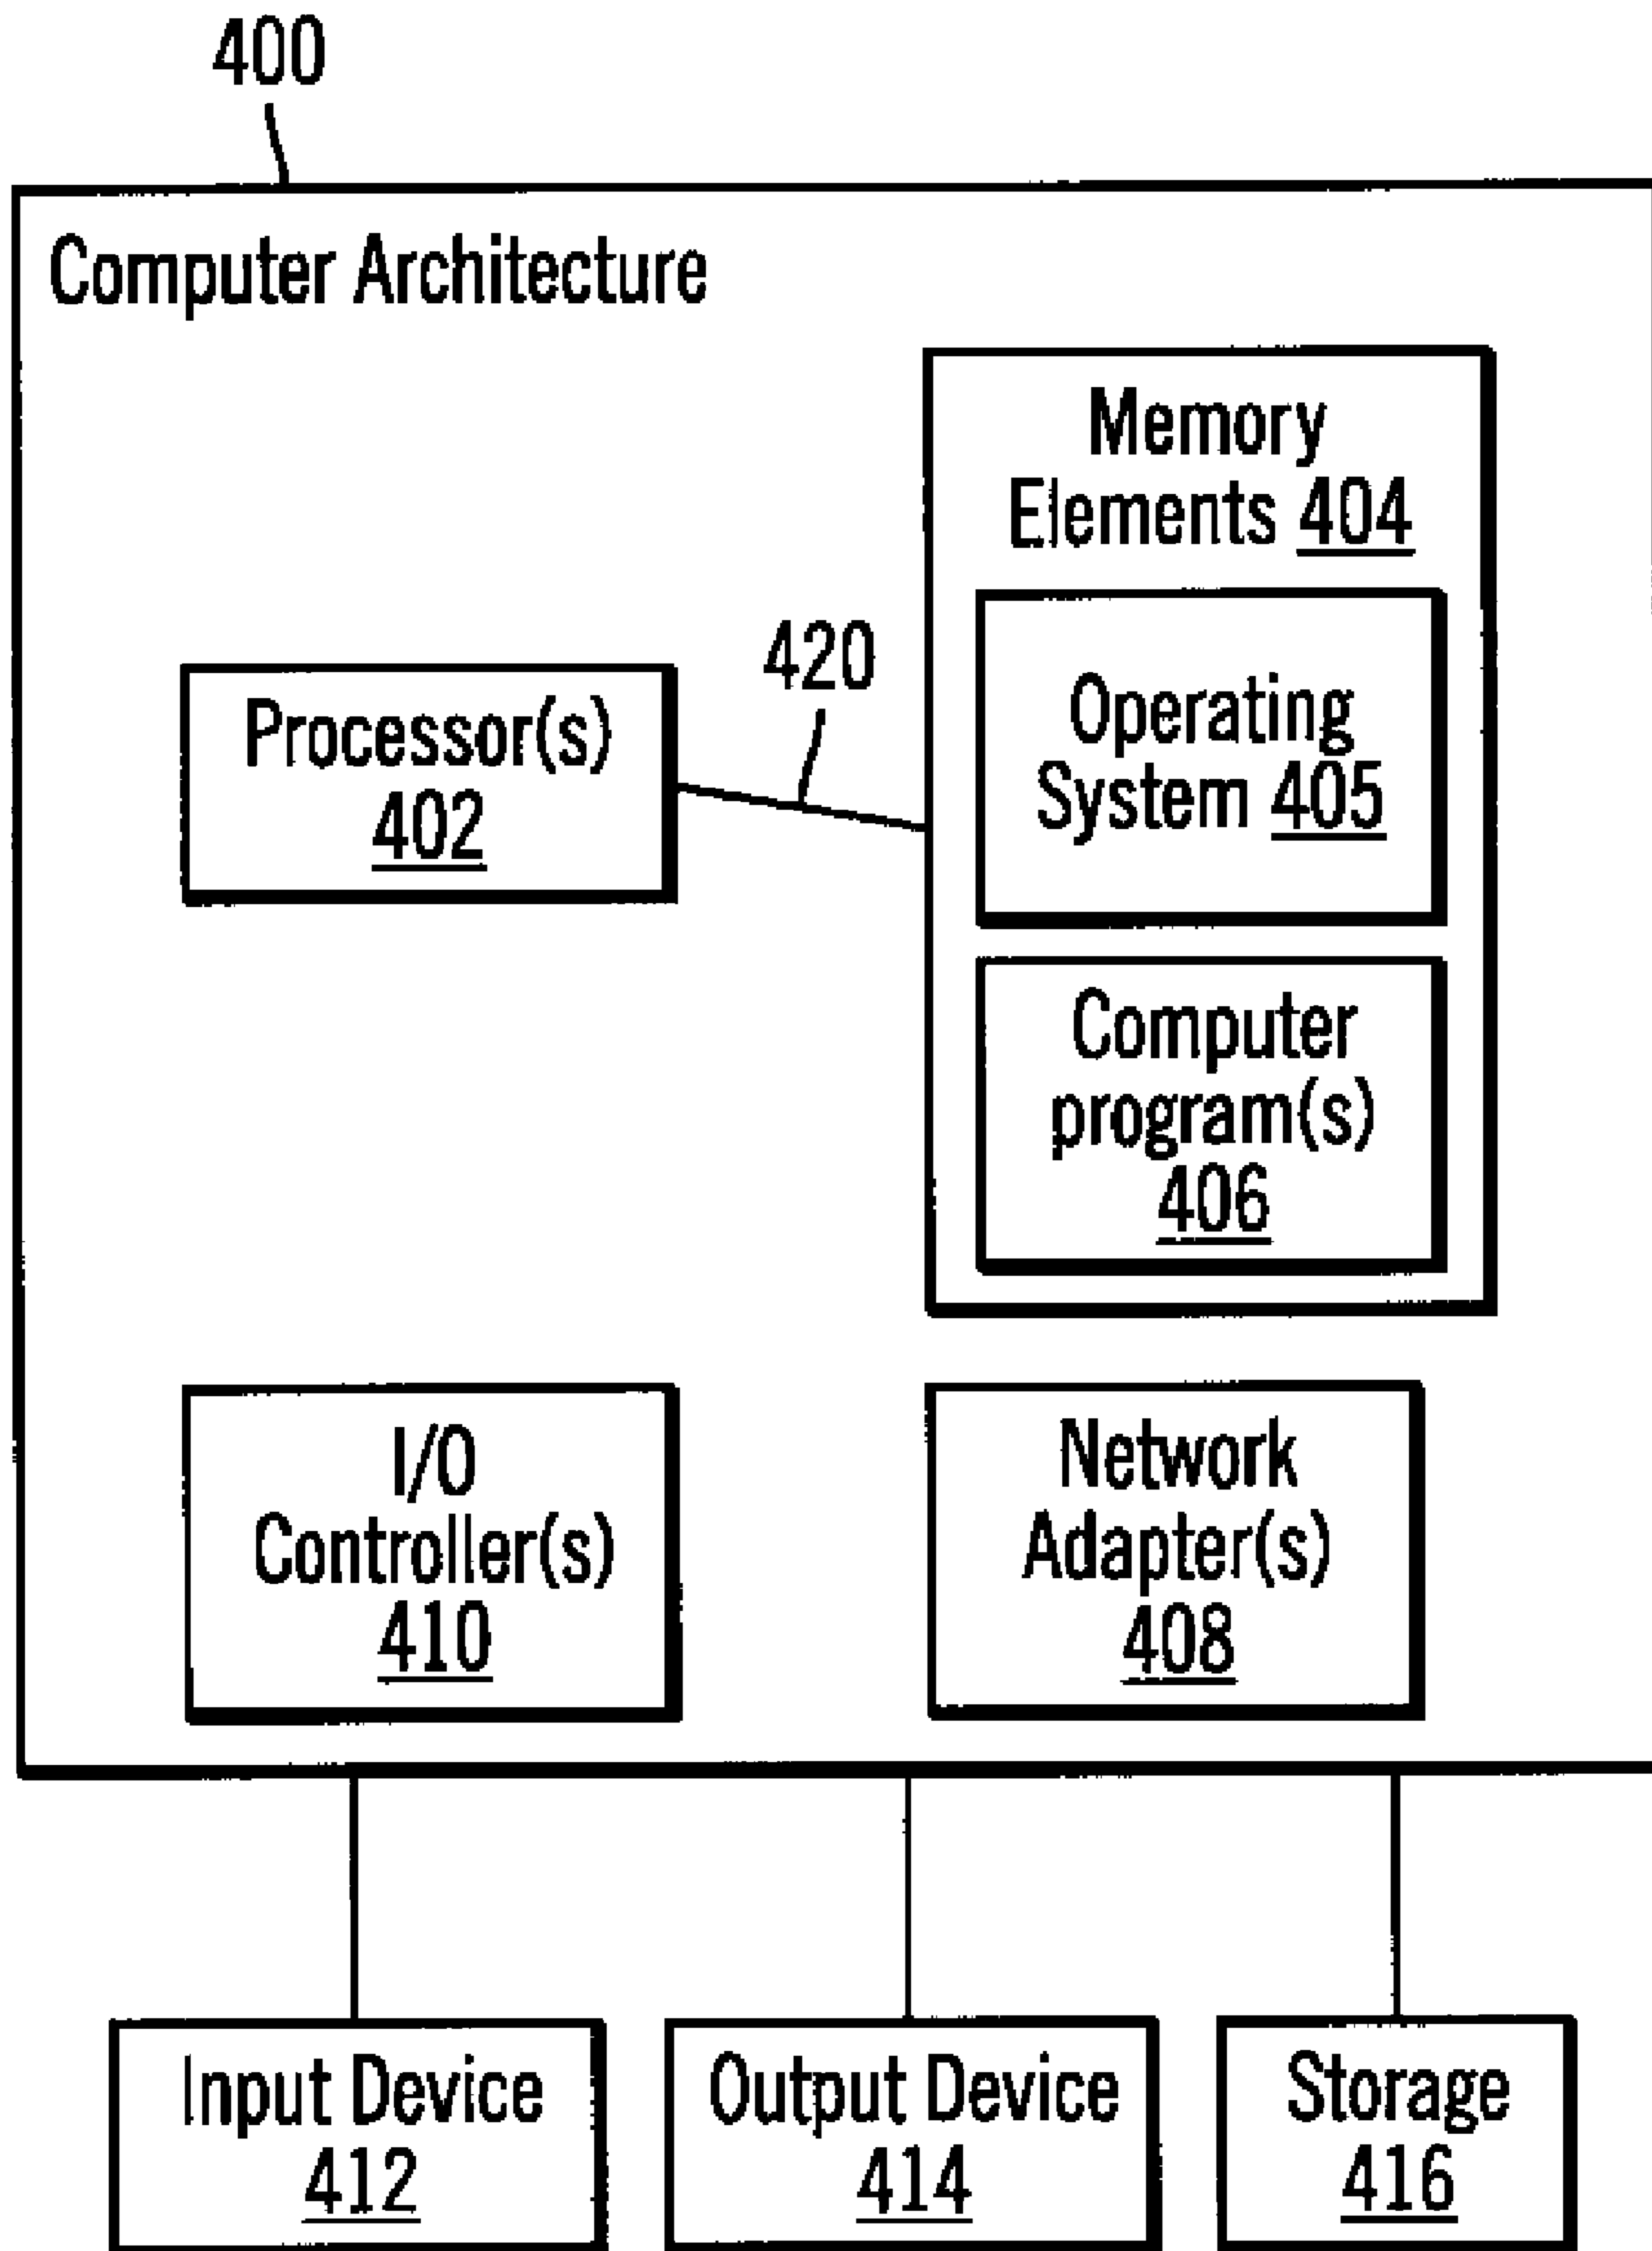 400
Computer Architecture
Memory
Elements 404
420
Processor(s)
402
Operating
System 405
Computer
program(s)
406
I/O
Controller(s)
410
Network
Adapter(s)
408
Input Device
412
Output Device
414
Storage
416